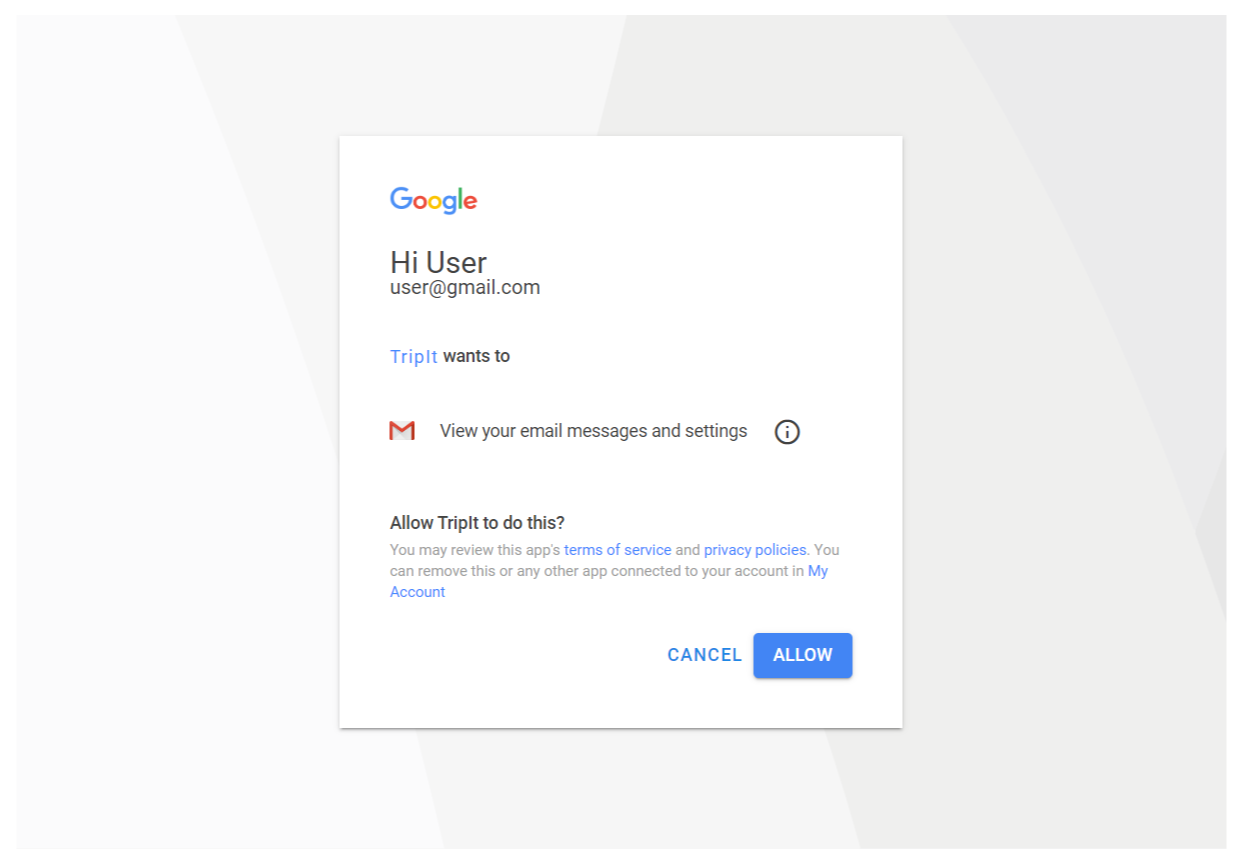 Google
Hi User
user@gmail.com
TripIt wants to
View your email messages and settings
Allow TripIt to do this?
You may review this app's terms of service and privacy policies. You
can remove this or any other app connected to your account in My
Account
CANCEL ALLOW